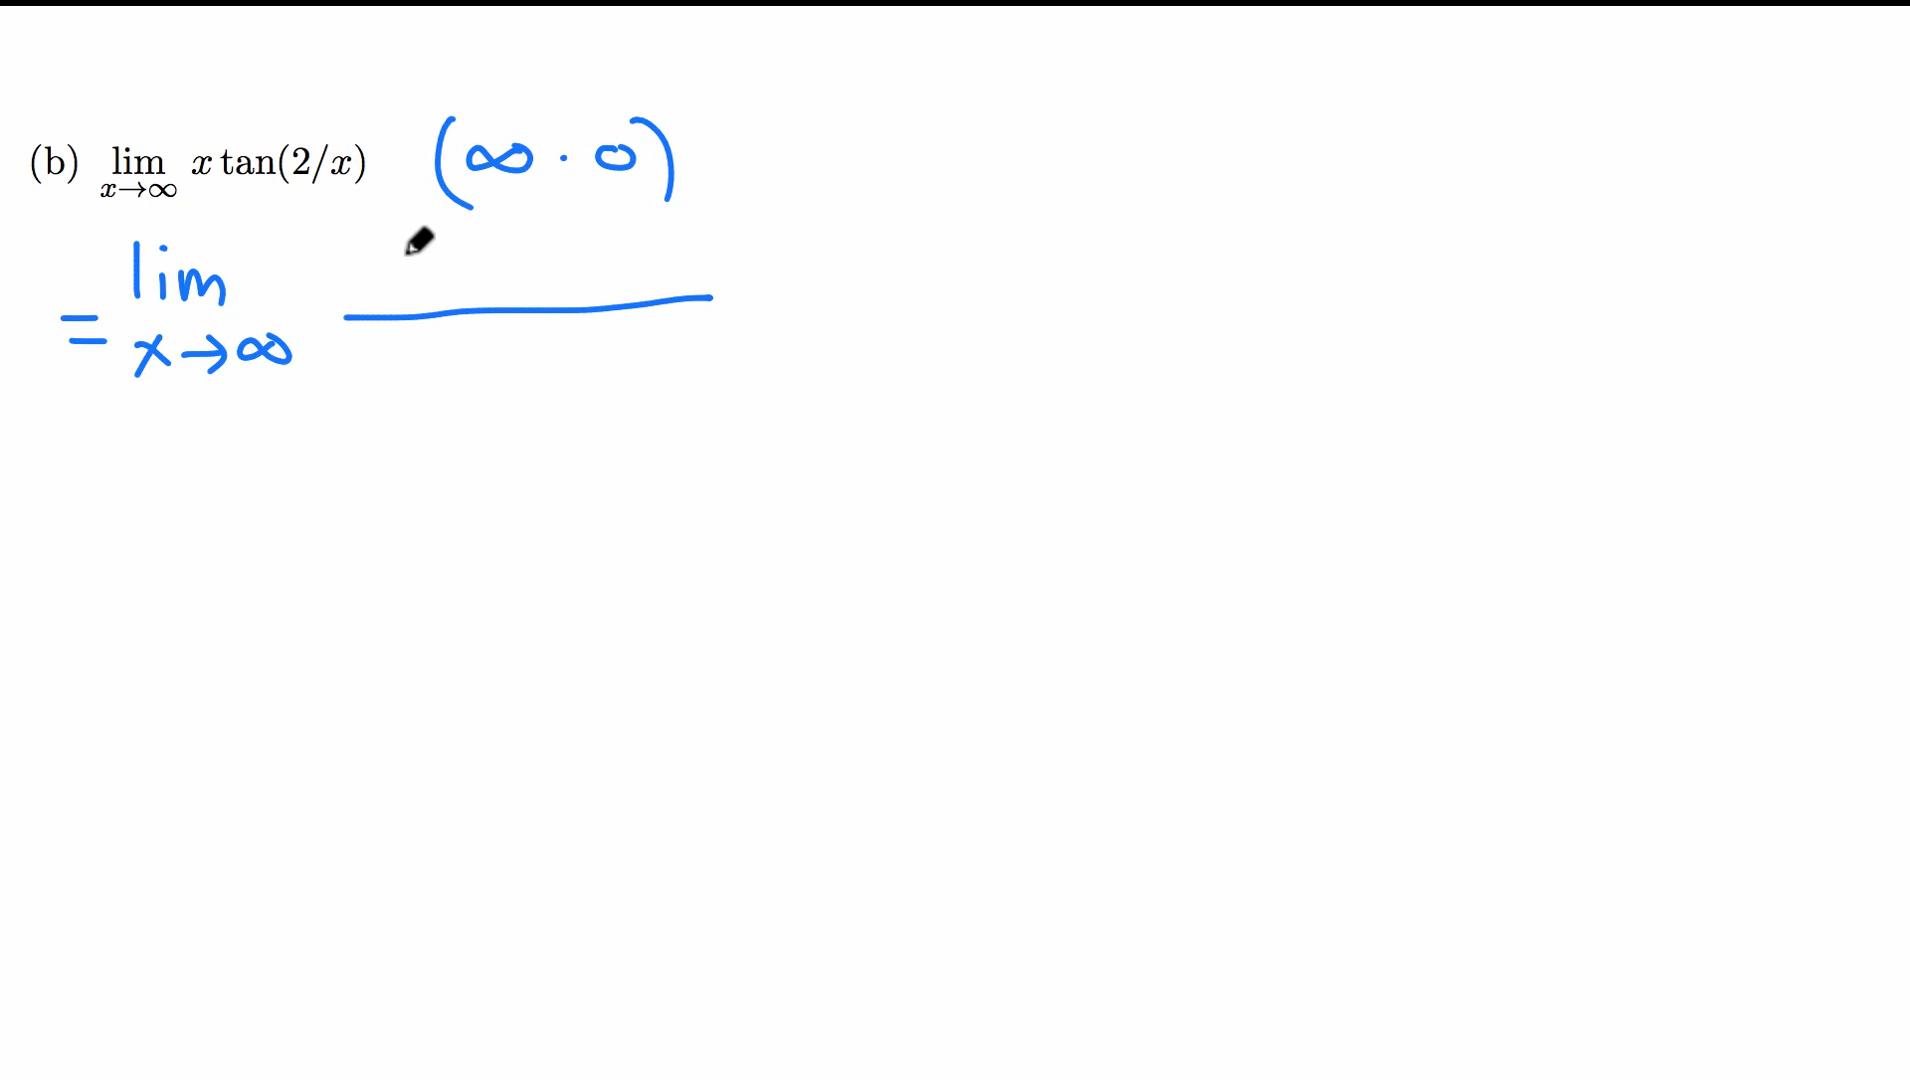 (b) lim x→∞ x tan(2/x) (∞ · 0)
= lim x→∞